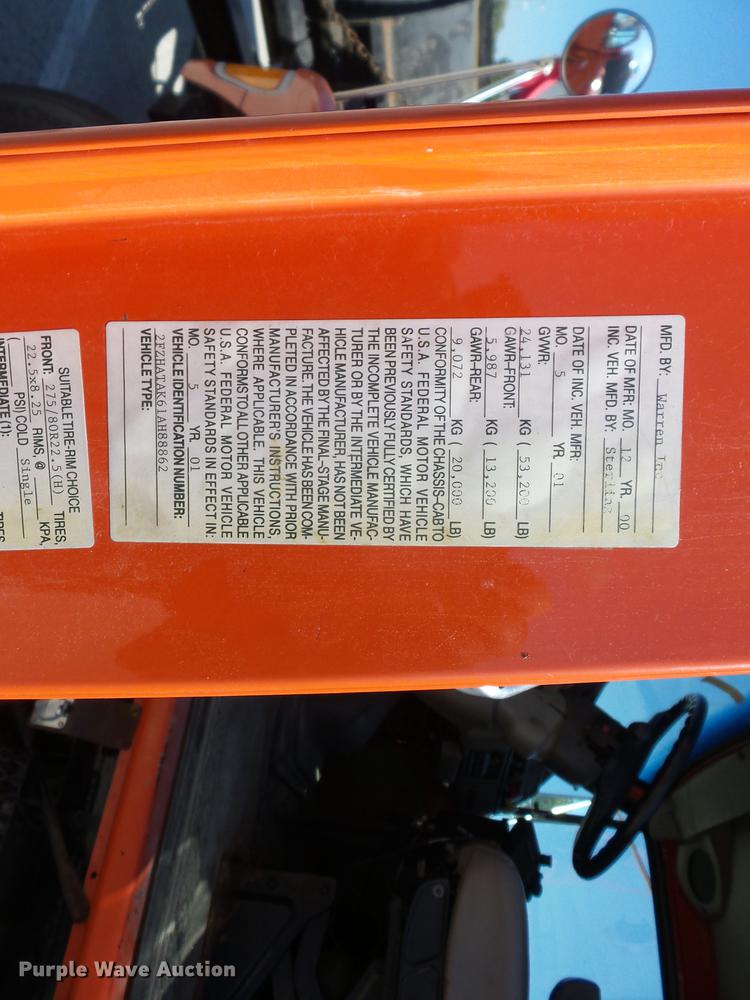 MFD. BY: Warren Inc
DATE OF MFR: MO. 12 YR. 00
INC. VEH. MFD. BY: Sterling
DATE OF INC. VEH. MFR:
MO. 5 YR. 01
GVWR:
24,131 KG ( 53,200 LB)
GAWR-FRONT:
5,987 KG ( 13,200 LB)
GAWR-REAR:
9,072 KG ( 20,000 LB)
CONFORMITY OF THE CHASSIS-CAB TO
U.S.A. FEDERAL MOTOR VEHICLE
SAFETY STANDARDS, WHICH HAVE
BEEN PREVIOUSLY FULLY CERTIFIED BY
THE INCOMPLETE VEHICLE MANUFAC-
TURER OR BY THE INTERMEDIATE VE-
HICLE MANUFACTURER, HAS NOT BEEN
AFFECTED BY THE FINAL-STAGE MANU-
FACTURE. THE VEHICLE HAS BEEN COM-
PLETED IN ACCORDANCE WITH PRIOR
MANUFACTURER'S INSTRUCTIONS,
WHERE APPLICABLE. THIS VEHICLE
CONFORMS TO ALL OTHER APPLICABLE
U.S.A. FEDERAL MOTOR VEHICLE
SAFETY STANDARDS IN EFFECT IN:
MO. 5 YR. 01
VEHICLE IDENTIFICATION NUMBER:
2FZHATAK61AH88862
VEHICLE TYPE:
SUITABLE TIRE-RIM CHOICE
FRONT: 275/80R22.5(H) TIRES,
22.5x8.25 RIMS, @ KPA,
( PSI) COLD Single
INTERMEDIATE (1): TIRES
Purple Wave Auction